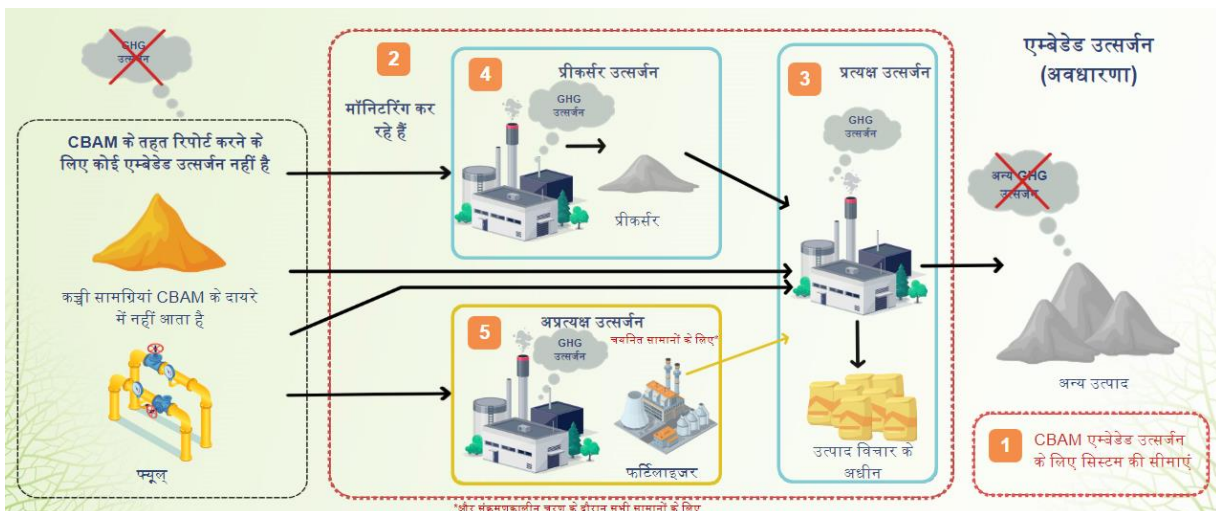 GHG
उत्सर्जन
CBAM के तहत रिपोर्ट करने के
लिए कोई एम्बेडेड उत्सर्जन नहीं है
कच्ची सामग्रियां CBAM के दायरे
में नहीं आता है
फ्यूल
2
मॉनिटरिंग कर
रहे हैं
4
प्रीकर्सर उत्सर्जन
GHG
उत्सर्जन
प्रीकर्सर
5
अप्रत्यक्ष उत्सर्जन
चयनित सामानों के लिए*
GHG
उत्सर्जन
फर्टिलाइजर
3
प्रत्यक्ष उत्सर्जन
GHG
उत्सर्जन
उत्पाद विचार के
अधीन
एम्बेडेड उत्सर्जन
(अवधारणा)
अन्य GHG
उत्सर्जन
अन्य उत्पाद
1
CBAM एम्बेडेड उत्सर्जन
के लिए सिस्टम की सीमाएं
*और संक्रमणकालीन चरण के दौरान सभी सामानों के लिए